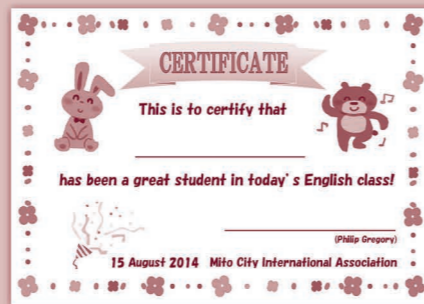 CERTIFICATE
This is to certify that
has been a great student in today's English class!
(Philip Gregory)
15 August 2014 Mito City International Association